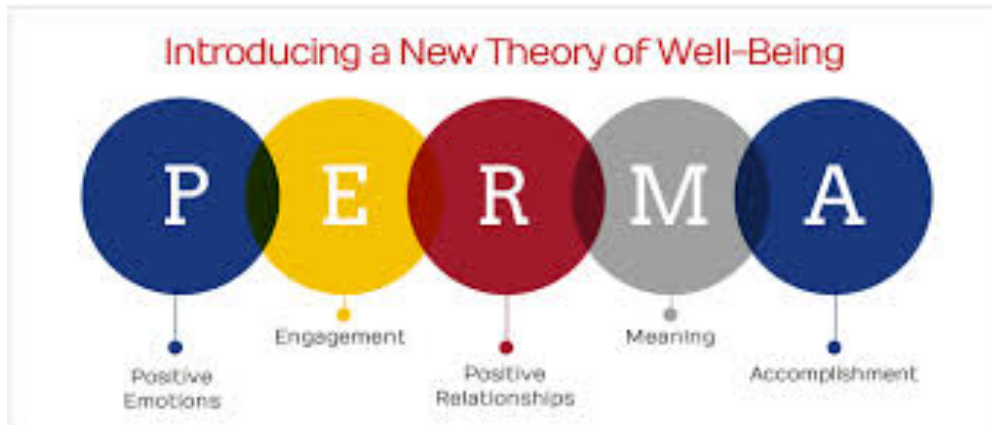 Introducing a New Theory of Well-Being
P E R M A
Engagement
Meaning
Positive
Emotions
Positive
Relationships
Accomplishment